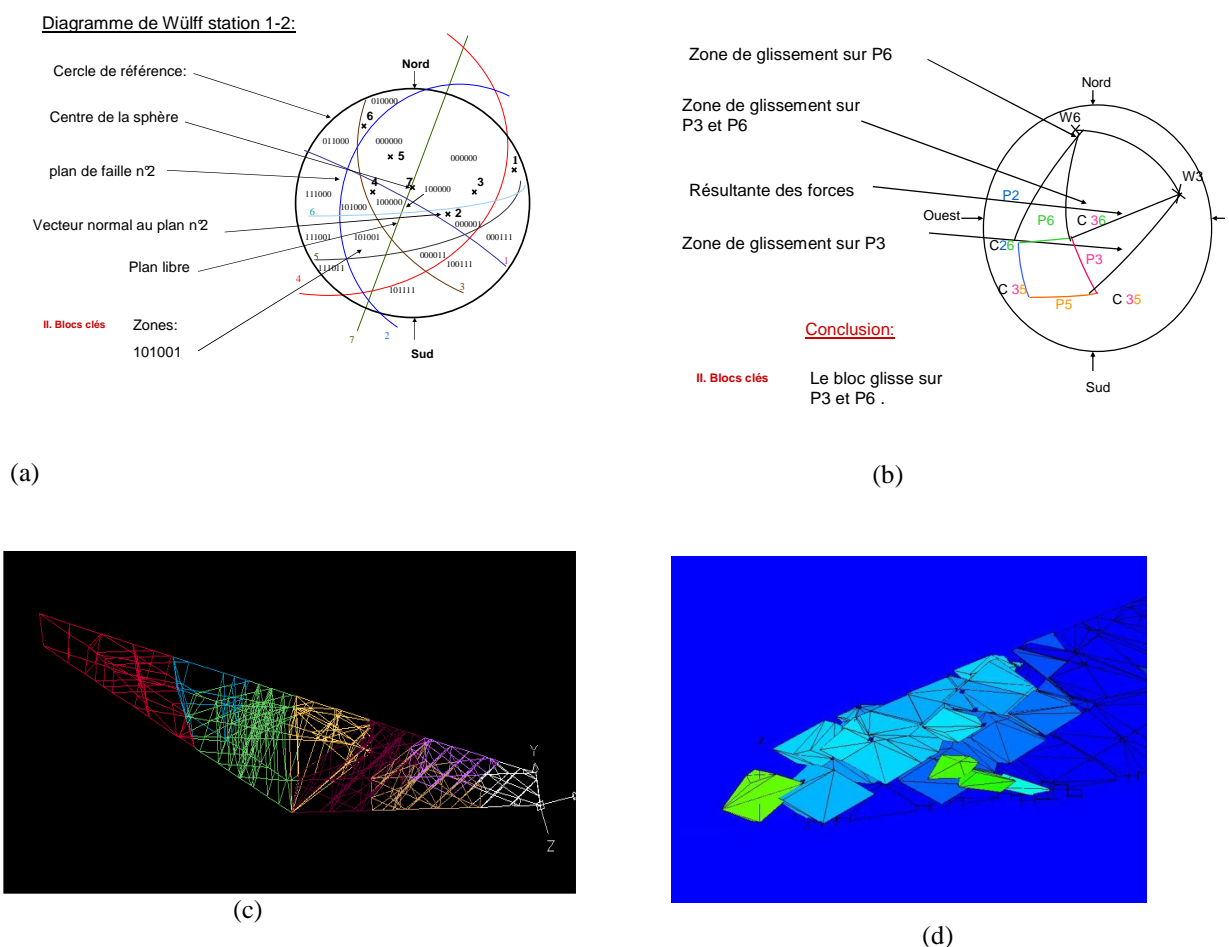 Diagramme de Wülff station 1-2:
Cercle de référence:
Centre de la sphère
plan de faille n°2
Vecteur normal au plan n°2
Plan libre
II. Blocs clés
Zones:
101001
Nord
010000
6
011000
000000
5
000000
1
7
4
3
111000
100000
100000
101000
2
6
000001
111001
101001
000111
5
000011
1
111011
100111
4
101111
3
7
2
Sud
(a)
Zone de glissement sur P6
Zone de glissement sur
P3 et P6
Résultante des forces
Zone de glissement sur P3
Nord
W6
W3
P2
Ouest
P6
C 36
C26
P3
C 35
P5
C 35
Conclusion:
Sud
II. Blocs clés
Le bloc glisse sur
P3 et P6 .
(b)
Y
Z
(c)
(d)